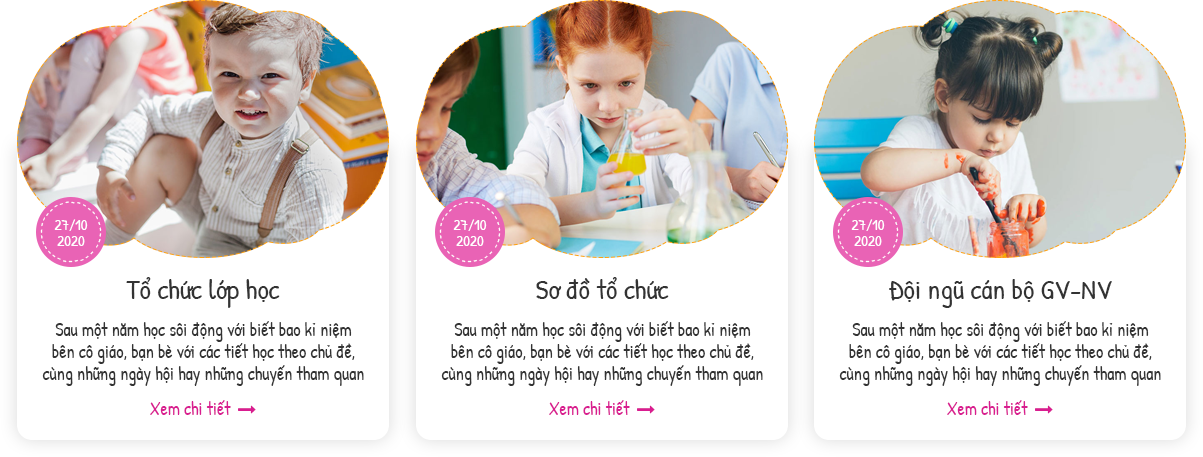 27/10
2020
Tổ chức lớp học
Sau một năm học sôi động với biết bao kỉ niệm
bên cô giáo, bạn bè với các tiết học theo chủ đề,
cùng những ngày hội hay những chuyến tham quan
Xem chi tiết
27/10
2020
Sơ đồ tổ chức
Sau một năm học sôi động với biết bao kỉ niệm
bên cô giáo, bạn bè với các tiết học theo chủ đề,
cùng những ngày hội hay những chuyến tham quan
Xem chi tiết
27/10
2020
Đội ngũ cán bộ GV-NV
Sau một năm học sôi động với biết bao kỉ niệm
bên cô giáo, bạn bè với các tiết học theo chủ đề,
cùng những ngày hội hay những chuyến tham quan
Xem chi tiết